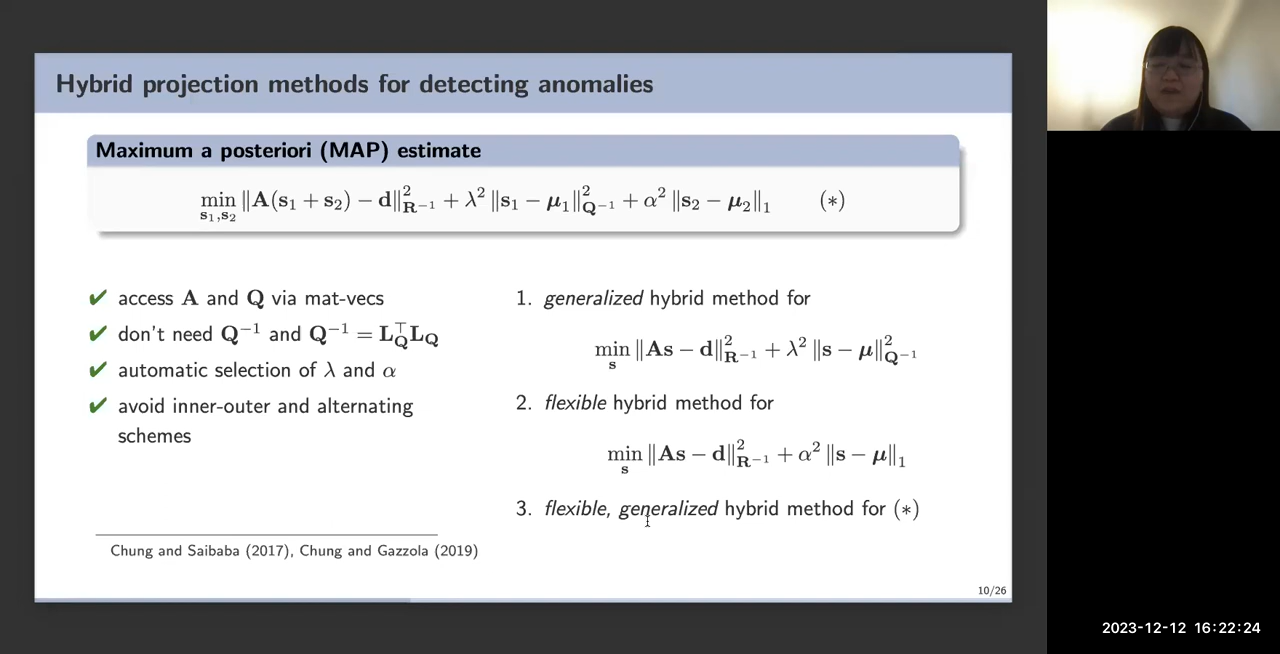 Hybrid projection methods for detecting anomalies
Maximum a posteriori (MAP) estimate
min_{s₁,s₂} ‖A(s₁ + s₂) − d‖²_{R⁻¹} + λ² ‖s₁ − μ₁‖²_{Q⁻¹} + α² ‖s₂ − μ₂‖₁ (∗)
✔ access A and Q via mat-vecs
✔ don't need Q⁻¹ and Q⁻¹ = L_Q^⊤ L_Q
✔ automatic selection of λ and α
✔ avoid inner-outer and alternating
schemes
1. generalized hybrid method for
min_s ‖As − d‖²_{R⁻¹} + λ² ‖s − μ‖²_{Q⁻¹}
2. flexible hybrid method for
min_s ‖As − d‖²_{R⁻¹} + α² ‖s − μ‖₁
3. flexible, generalized hybrid method for (∗)
Chung and Saibaba (2017), Chung and Gazzola (2019)
10/26
2023-12-12 16:22:24